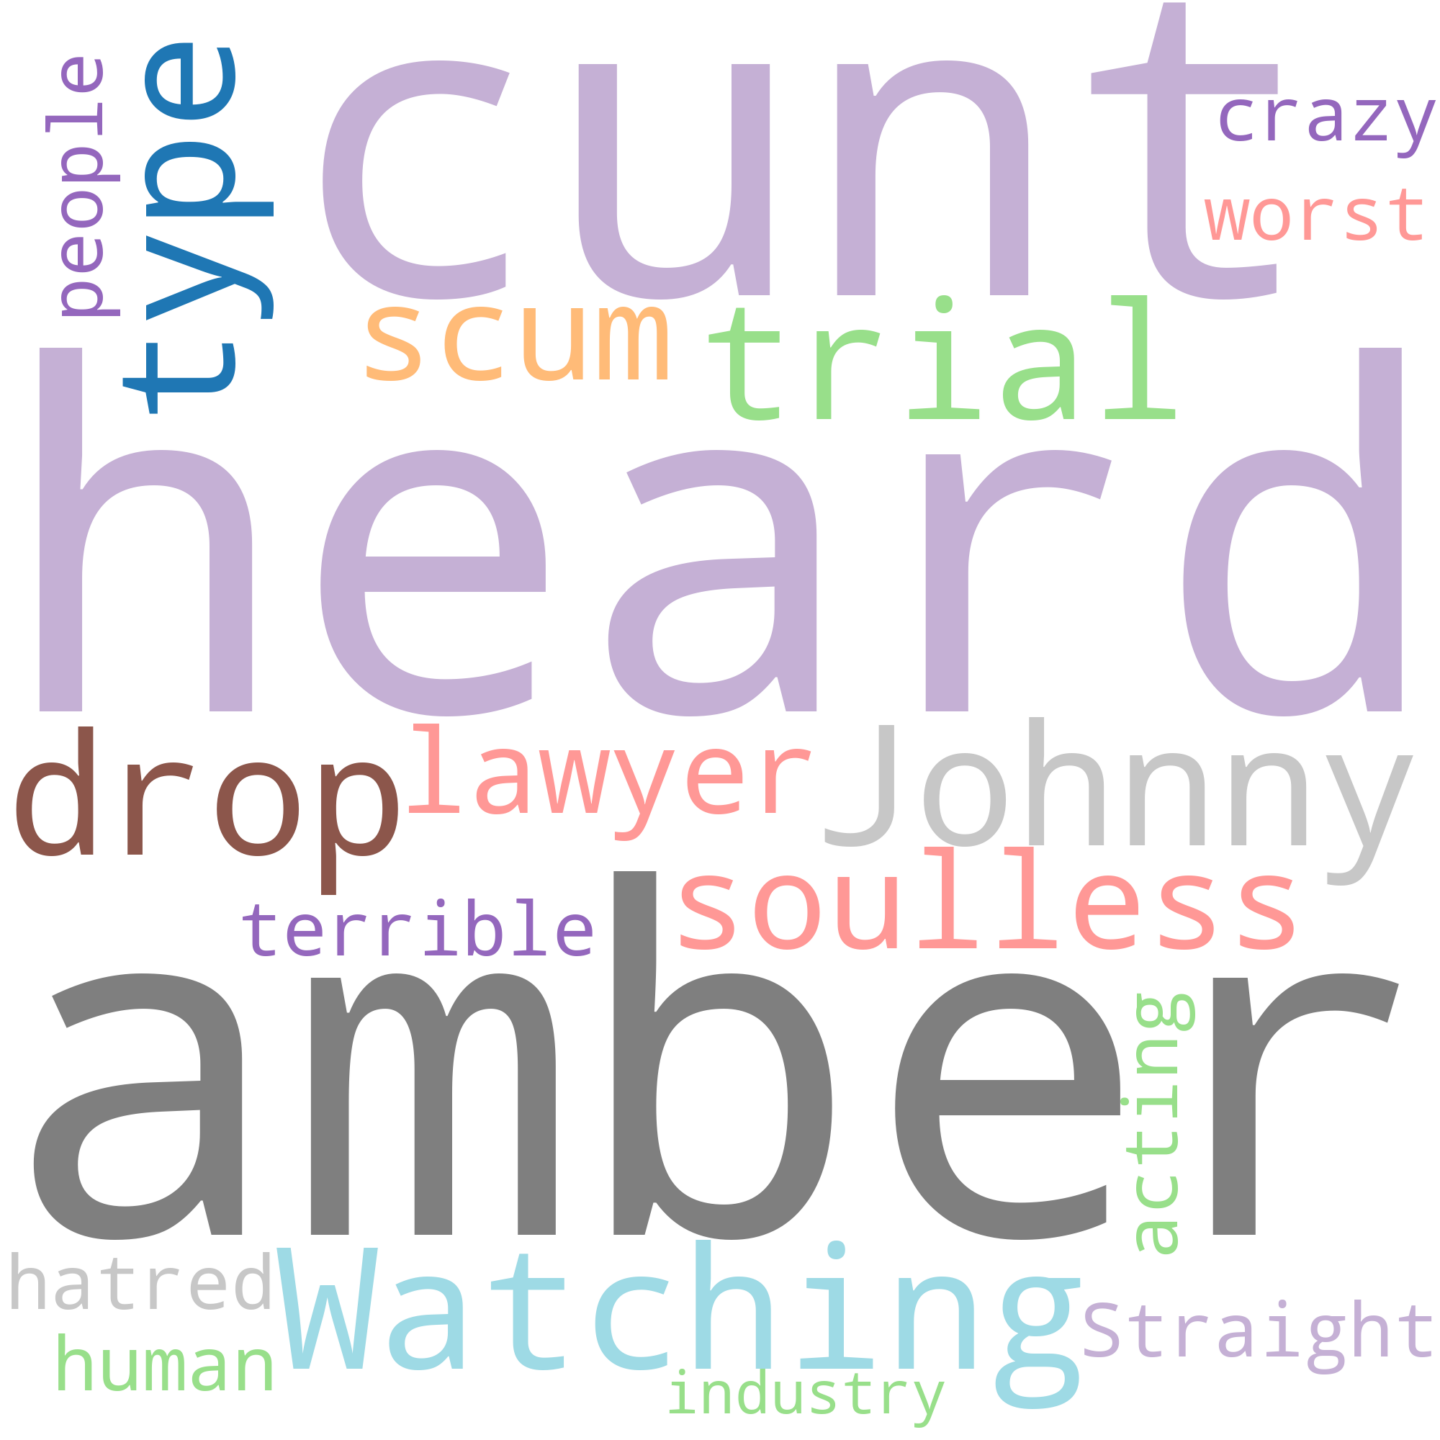 people
type
cunt
crazy
worst
scum
trial
heard
drop
lawyer
Johnny
soulless
terrible
amber
acting
hatred
Watching
Straight
human
industry